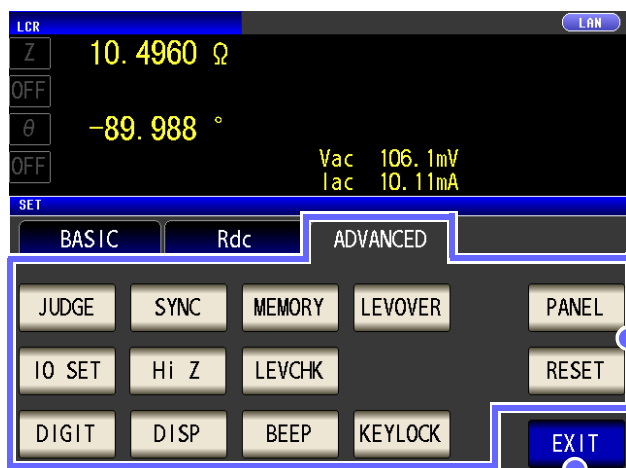 LCR LAN
Z 10.4960 Ω
OFF
θ -89.988 °
OFF Vac 106.1mV
Iac 10.11mA
SET
BASIC Rdc ADVANCED
JUDGE SYNC MEMORY LEVOVER PANEL
IO SET Hi Z LEVCHK RESET
DIGIT DISP BEEP KEYLOCK EXIT